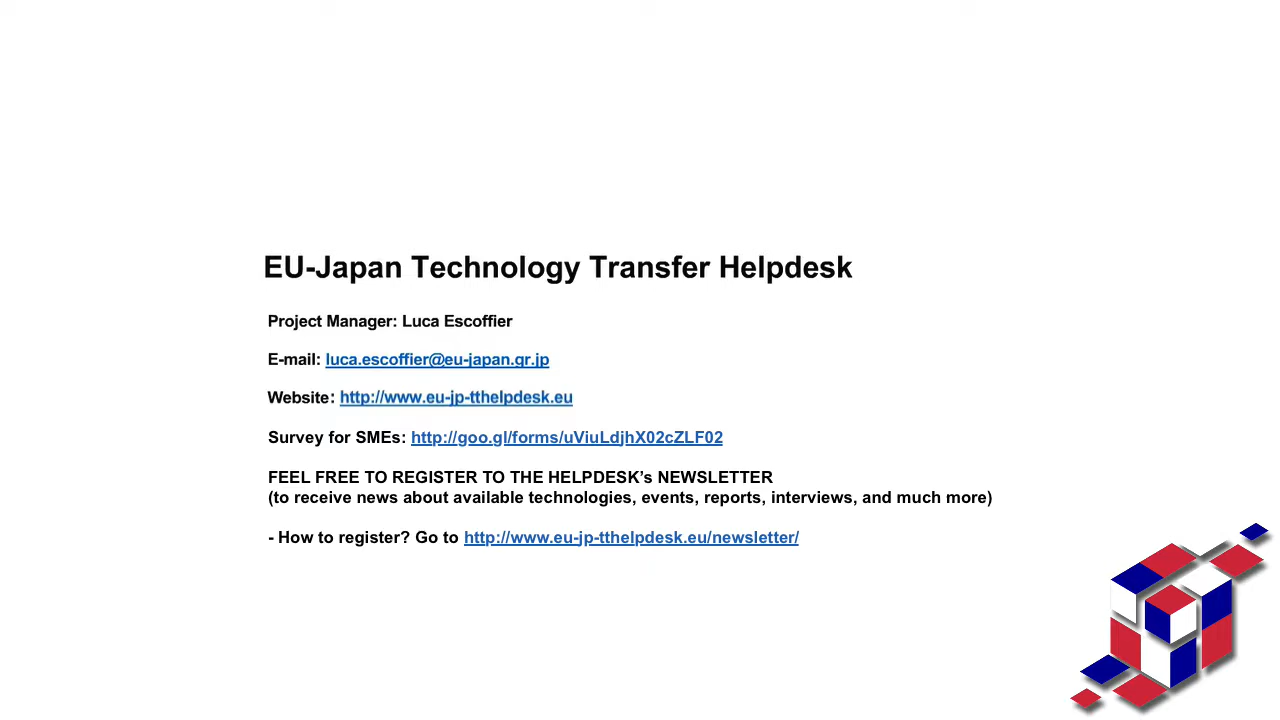 EU-Japan Technology Transfer Helpdesk
Project Manager: Luca Escoffier
E-mail: luca.escoffier@eu-japan.gr.jp
Website: http://www.eu-jp-tthelpdesk.eu
Survey for SMEs: http://goo.gl/forms/uViuLdjhX02cZLF02
FEEL FREE TO REGISTER TO THE HELPDESK’s NEWSLETTER
(to receive news about available technologies, events, reports, interviews, and much more)
- How to register? Go to http://www.eu-jp-tthelpdesk.eu/newsletter/